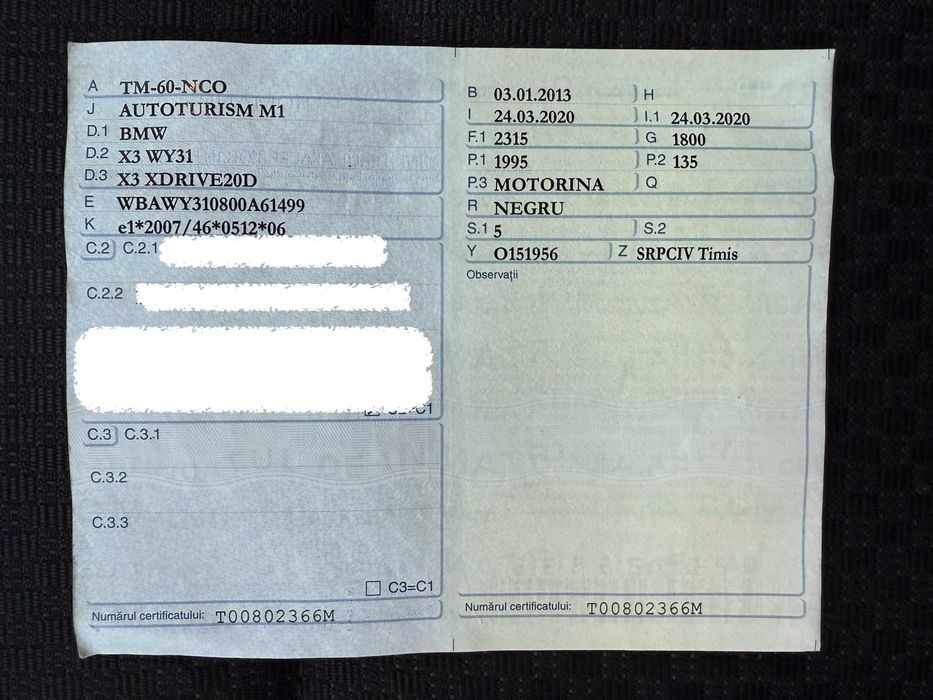 A TM-60-NCO
J AUTOTURISM M1
D.1 BMW
D.2 X3 WY31
D.3 X3 XDRIVE20D
E WBAWY310800A61499
K e1*2007/46*0512*06
C.2 C.2.1
C.2.2
C.3 C.3.1
C.3.2
C.3.3
C3=C1
Numărul certificatului: T00802366M
B 03.01.2013 H
I 24.03.2020 I.1 24.03.2020
F.1 2315 G 1800
P.1 1995 P.2 135
P.3 MOTORINA Q
R NEGRU
S.1 5 S.2
Y O151956 Z SRPCIV Timis
Observaţii
Numărul certificatului: T00802366M